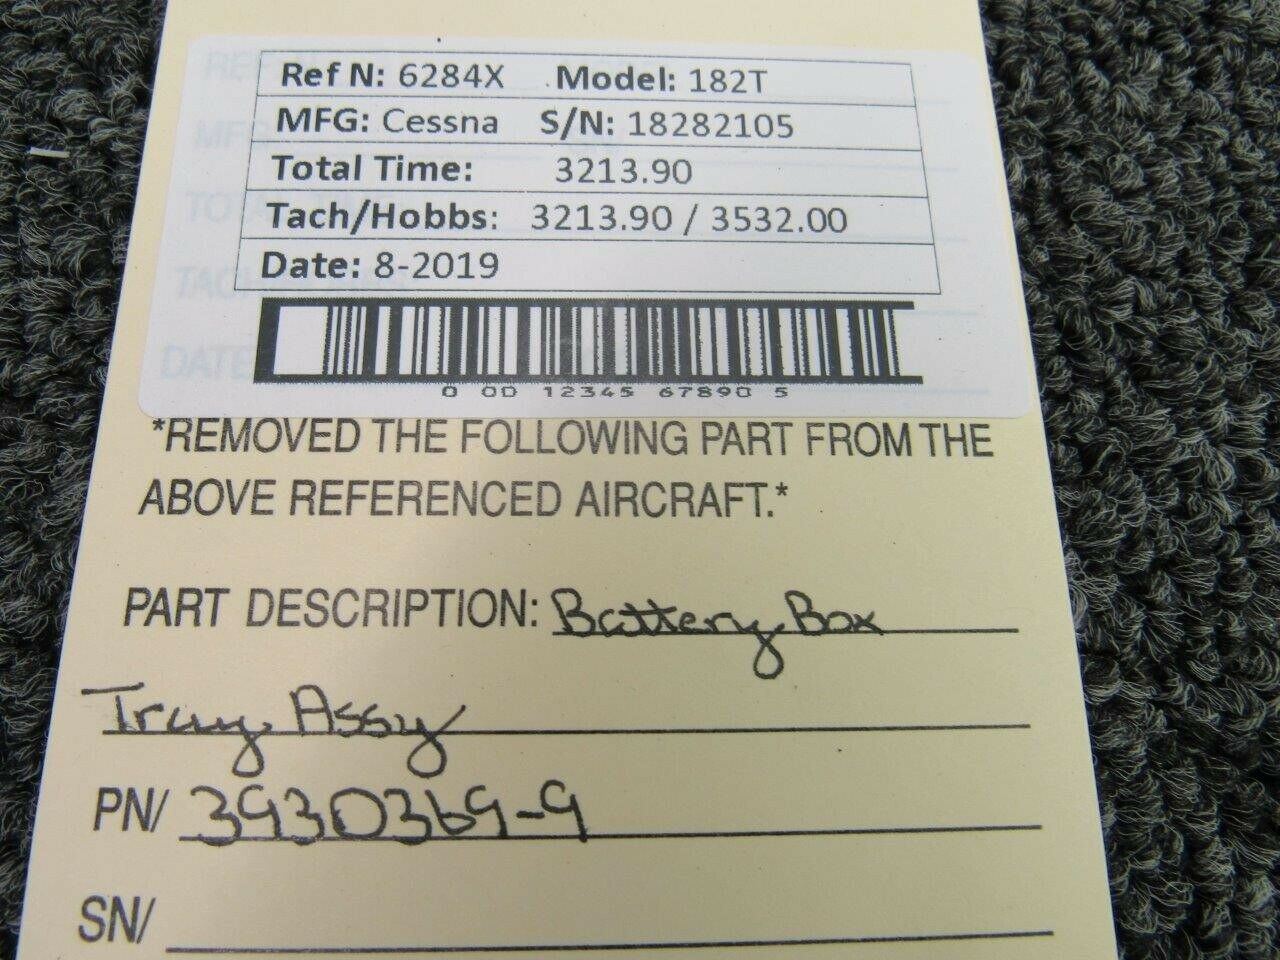 Ref N: 6284X Model: 182T
MFG: Cessna S/N: 18282105
Total Time: 3213.90
Tach/Hobbs: 3213.90 / 3532.00
Date: 8-2019
0 00 12345 67890 5
*REMOVED THE FOLLOWING PART FROM THE
ABOVE REFERENCED AIRCRAFT.*
PART DESCRIPTION: Battery Box
Tray Assy
PN/ 3930369-9
SN/